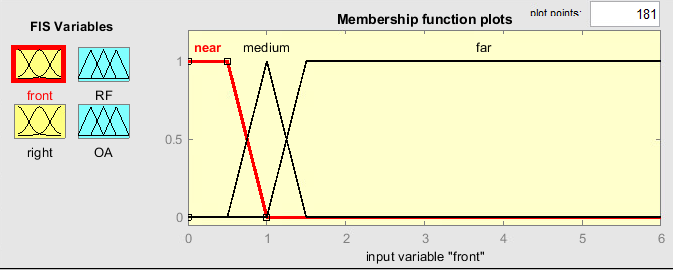 FIS Variables
front
RF
right
OA
Membership function plots
plot points:
181
near
medium
far
1
0.5
0
0
1
2
3
4
5
6
input variable "front"